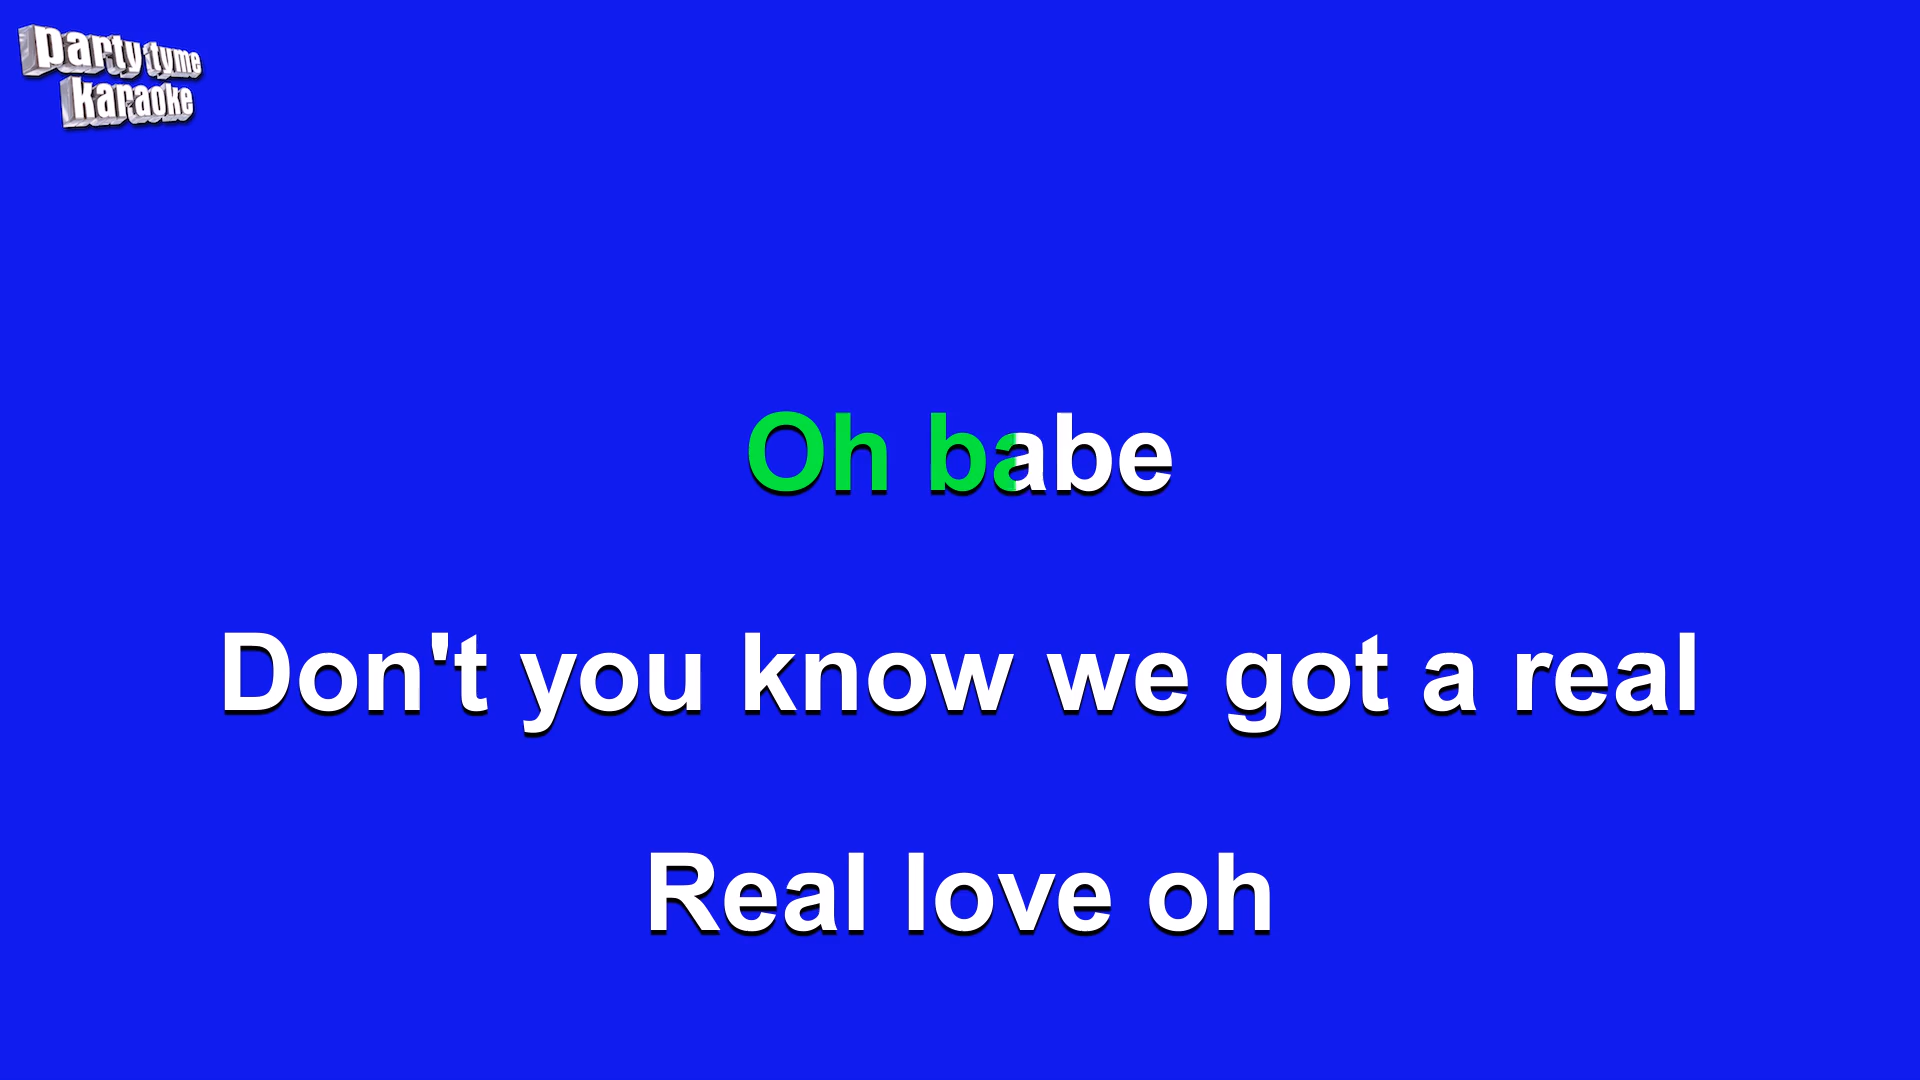 party tyme
karaoke
Oh babe
Don't you know we got a real
Real love oh